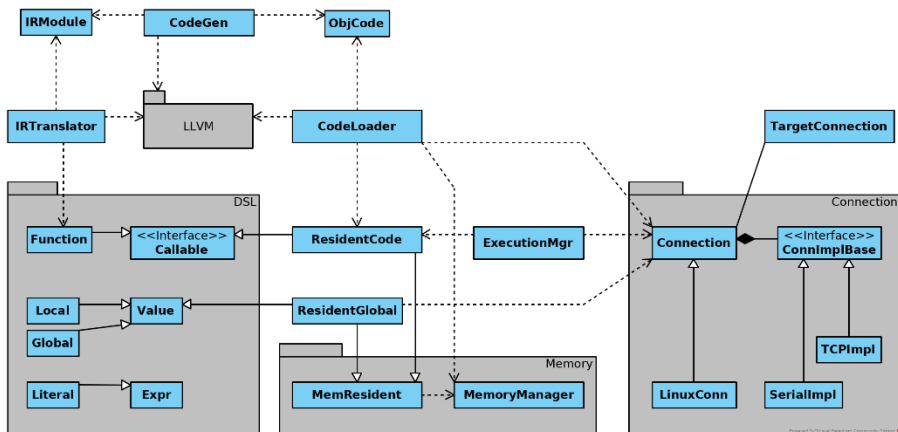 IRModule
CodeGen
ObjCode
IRTranslator
LLVM
CodeLoader
TargetConnection
DSL
Connection
Function
<<Interface>>
Callable
ResidentCode
ExecutionMgr
Connection
<<Interface>>
ConnImplBase
Local
Value
ResidentGlobal
Global
TCPImpl
Memory
Literal
Expr
MemResident
MemoryManager
LinuxConn
SerialImpl